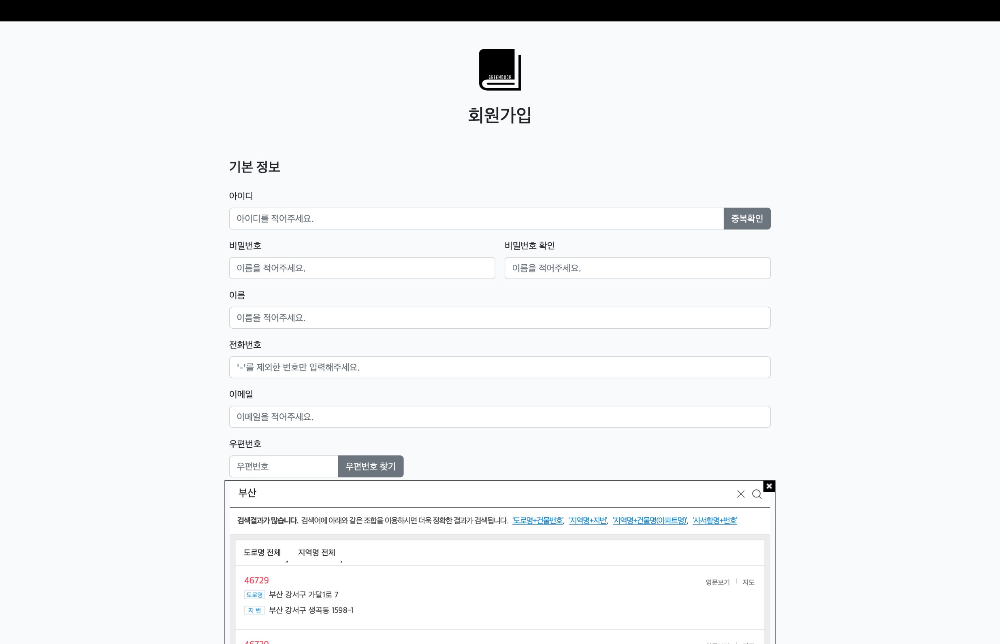 GREENBOOK
회원가입
기본 정보
아이디
아이디를 적어주세요. 중복확인
비밀번호 비밀번호 확인
이름을 적어주세요. 이름을 적어주세요.
이름
이름을 적어주세요.
전화번호
'-'를 제외한 번호만 입력해주세요.
이메일
이메일을 적어주세요.
우편번호
우편번호 우편번호 찾기
부산
검색결과가 많습니다. 검색어에 아래와 같은 조합을 이용하시면 더욱 정확한 결과가 검색됩니다. ‘도로명+건물번호’, ‘지역명+지번’, ‘지역명+건물명(아파트명)’, ‘사서함명+번호’
도로명 전체 지역명 전체
46729 영문보기 지도
도로명 부산 강서구 가달1로 7
지 번 부산 강서구 생곡동 1598-1
46729